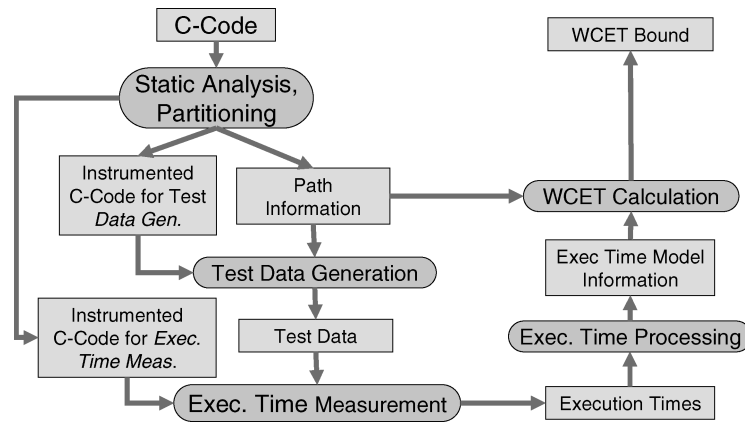 C-Code
WCET Bound
Static Analysis,
Partitioning
Instrumented
C-Code for Test
Data Gen.
Path
Information
WCET Calculation
Test Data Generation
Exec Time Model
Information
Instrumented
C-Code for Exec.
Time Meas.
Test Data
Exec. Time Processing
Exec. Time Measurement
Execution Times